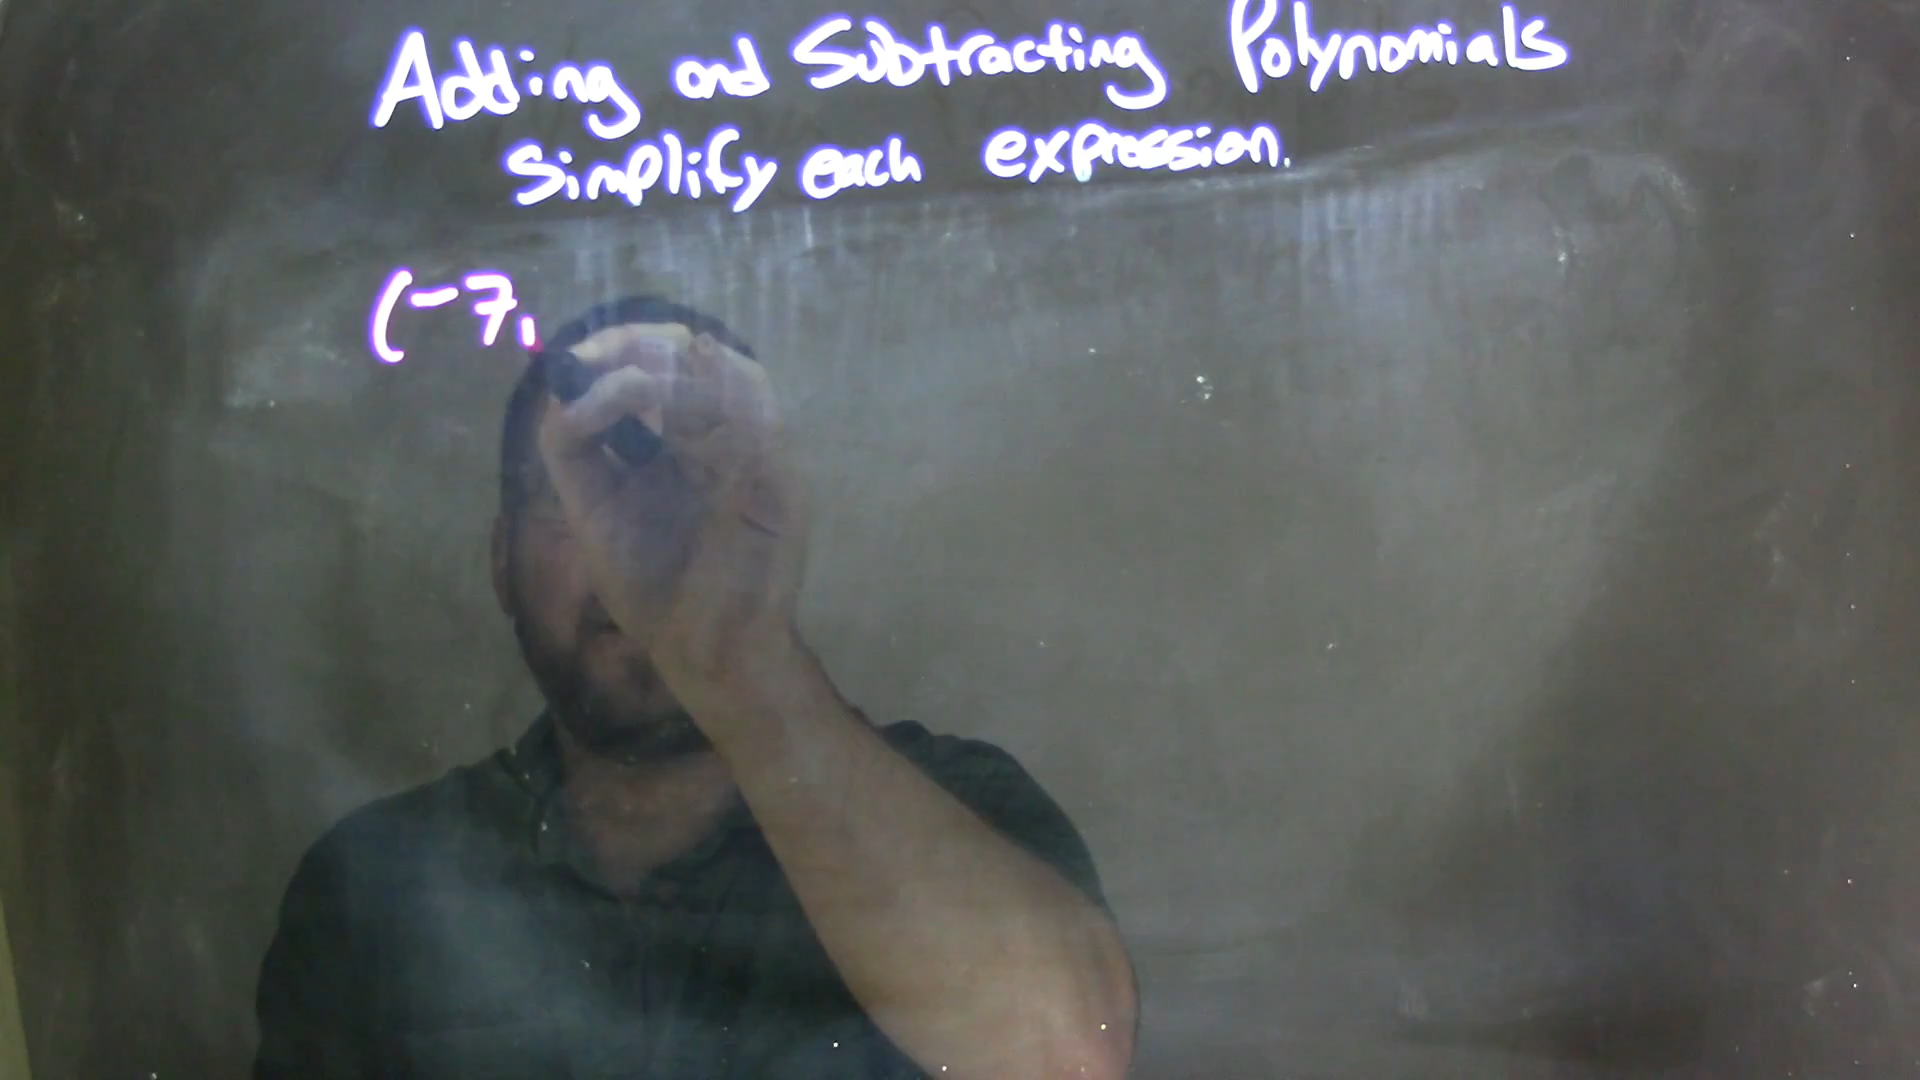 Adding and Subtracting Polynomials
Simplify each expression.
(-7